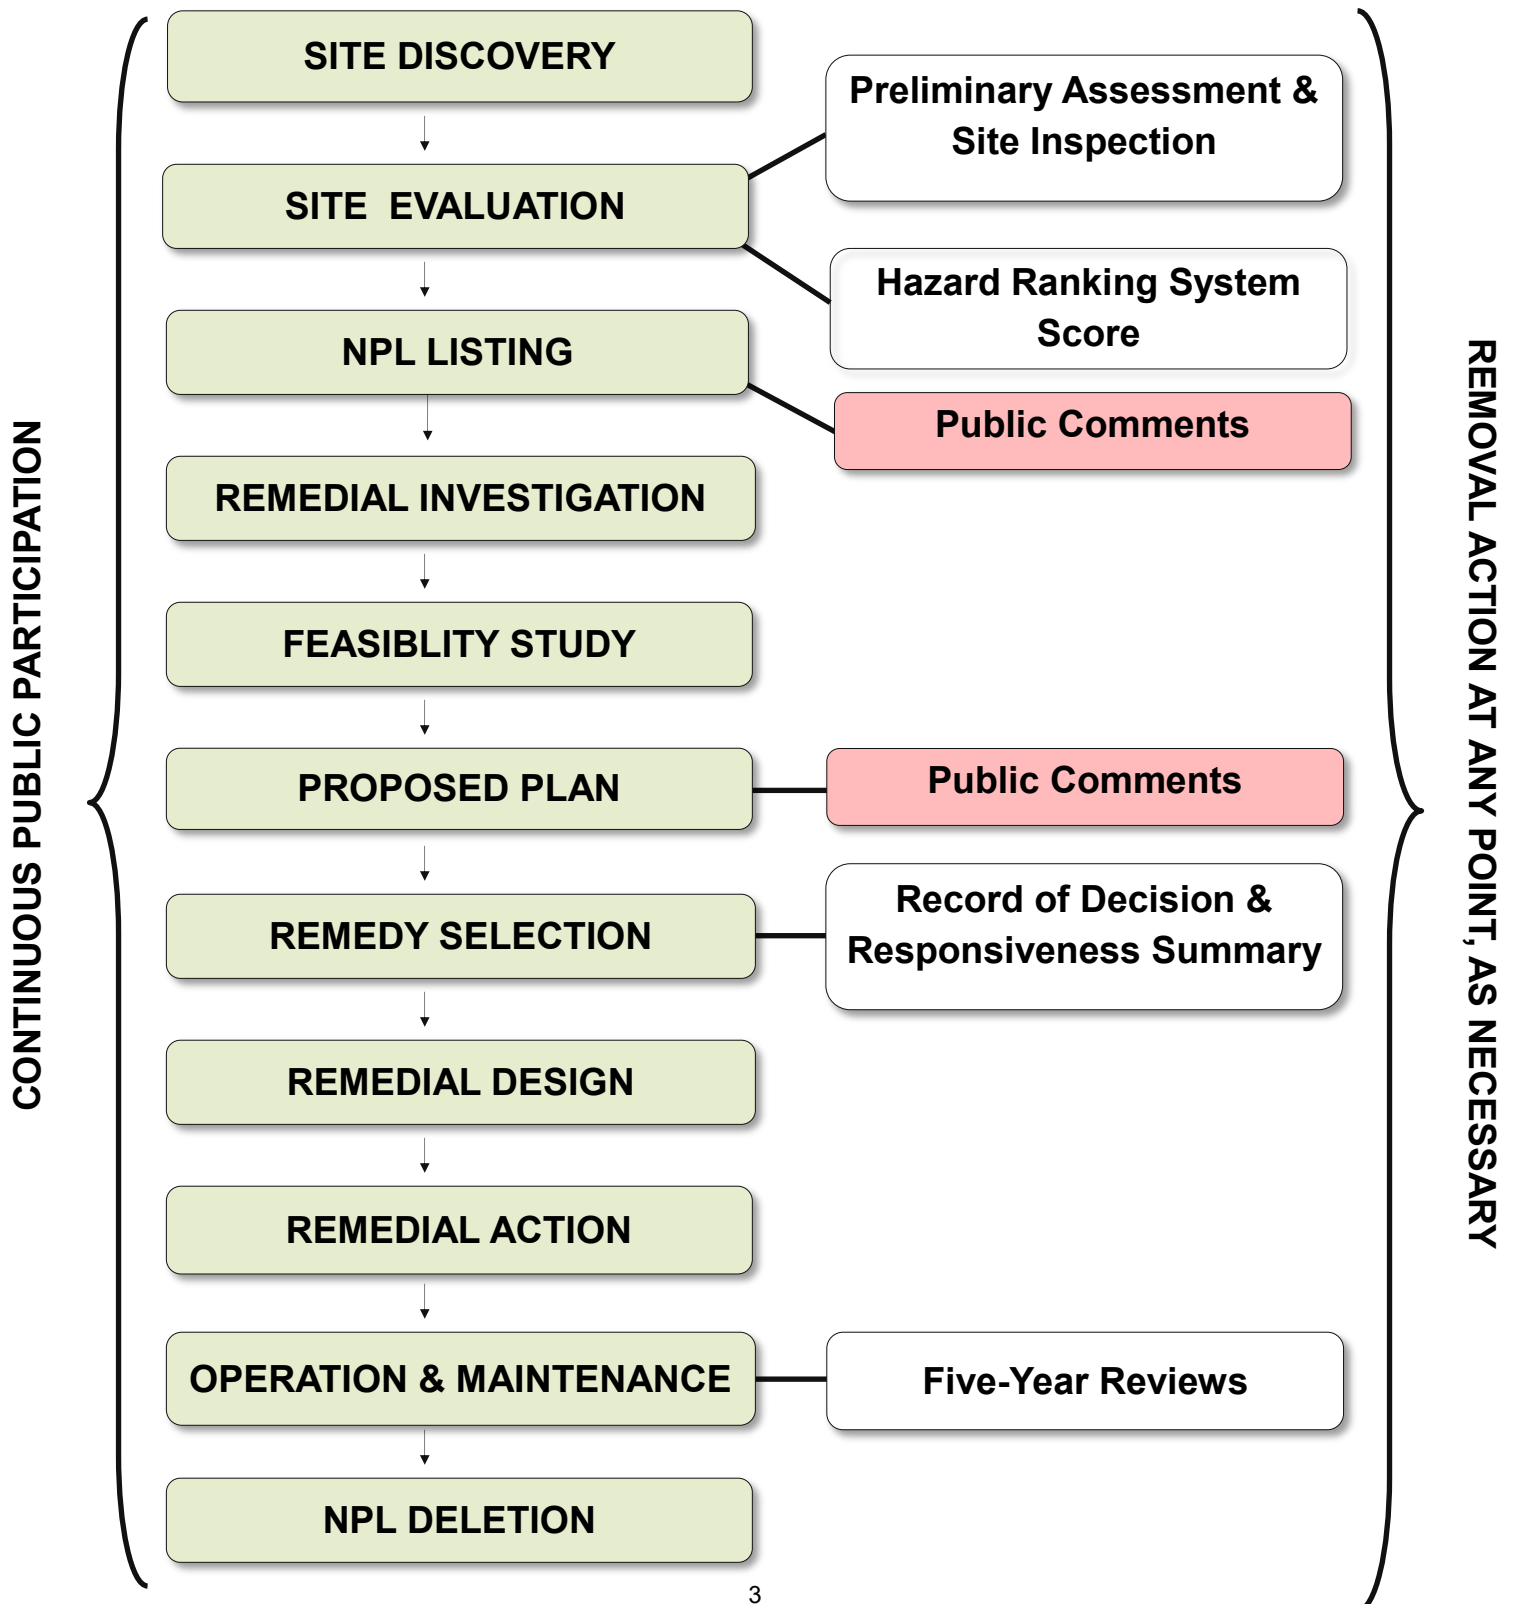 CONTINUOUS PUBLIC PARTICIPATION
SITE DISCOVERY
Preliminary Assessment &
Site Inspection
SITE EVALUATION
Hazard Ranking System
Score
NPL LISTING
Public Comments
REMEDIAL INVESTIGATION
FEASIBLITY STUDY
PROPOSED PLAN
Public Comments
REMEDY SELECTION
Record of Decision &
Responsiveness Summary
REMEDIAL DESIGN
REMEDIAL ACTION
OPERATION & MAINTENANCE
Five-Year Reviews
NPL DELETION
REMOVAL ACTION AT ANY POINT, AS NECESSARY
3